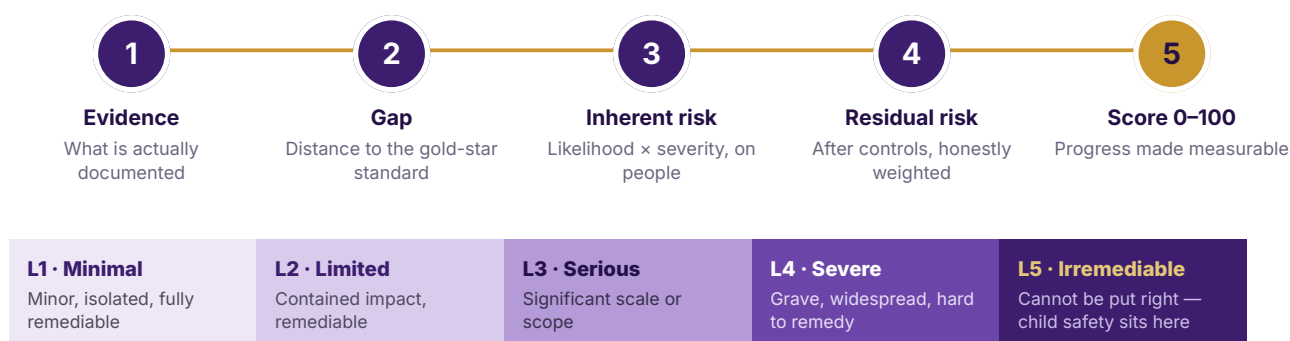 1
2
3
4
5
Evidence
Gap
Inherent risk
Residual risk
Score 0–100
What is actually
documented
Distance to the gold-star
standard
Likelihood × severity, on
people
After controls, honestly
weighted
Progress made measurable
L1 · Minimal
Minor, isolated, fully
remediable
L2 · Limited
Contained impact,
remediable
L3 · Serious
Significant scale or
scope
L4 · Severe
Grave, widespread, hard
to remedy
L5 · Irremediable
Cannot be put right —
child safety sits here